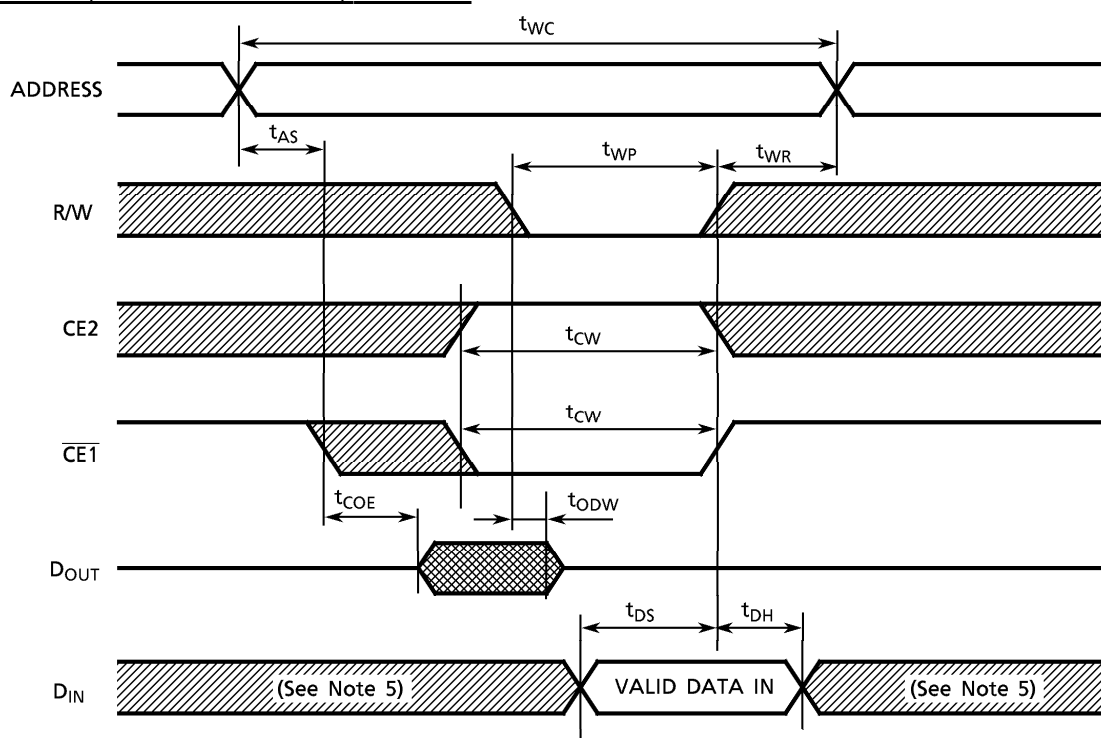 tWC
ADDRESS
tAS
tWP
tWR
R/W
CE2
tCW
tCW
CE1
tCOE
tODW
DOUT
tDS
tDH
DIN
(See Note 5)
VALID DATA IN
(See Note 5)